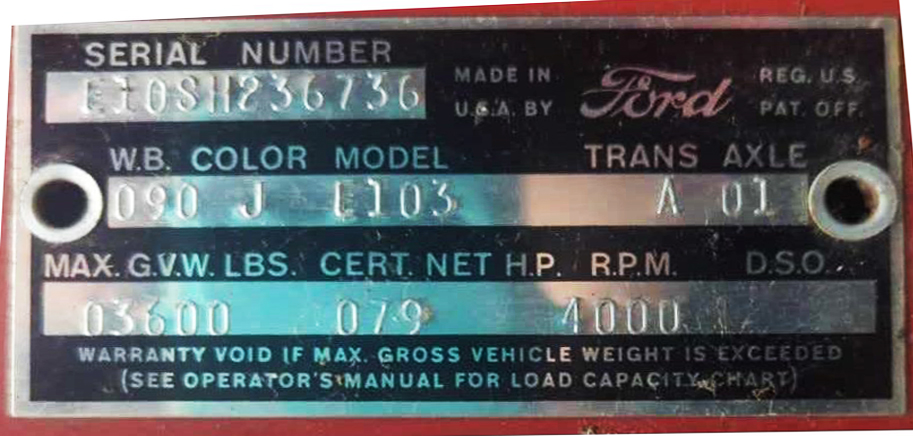 SERIAL NUMBER
E10SH236736
MADE IN
U.S.A. BY
Ford
REG. U.S.
PAT. OFF.
W.B. COLOR MODEL TRANS AXLE
090 J E103 A 01
MAX. G.V.W. LBS. CERT. NET H.P. R.P.M. D.S.O.
03600 079 4000
WARRANTY VOID IF MAX. GROSS VEHICLE WEIGHT IS EXCEEDED
(SEE OPERATOR'S MANUAL FOR LOAD CAPACITY CHART)